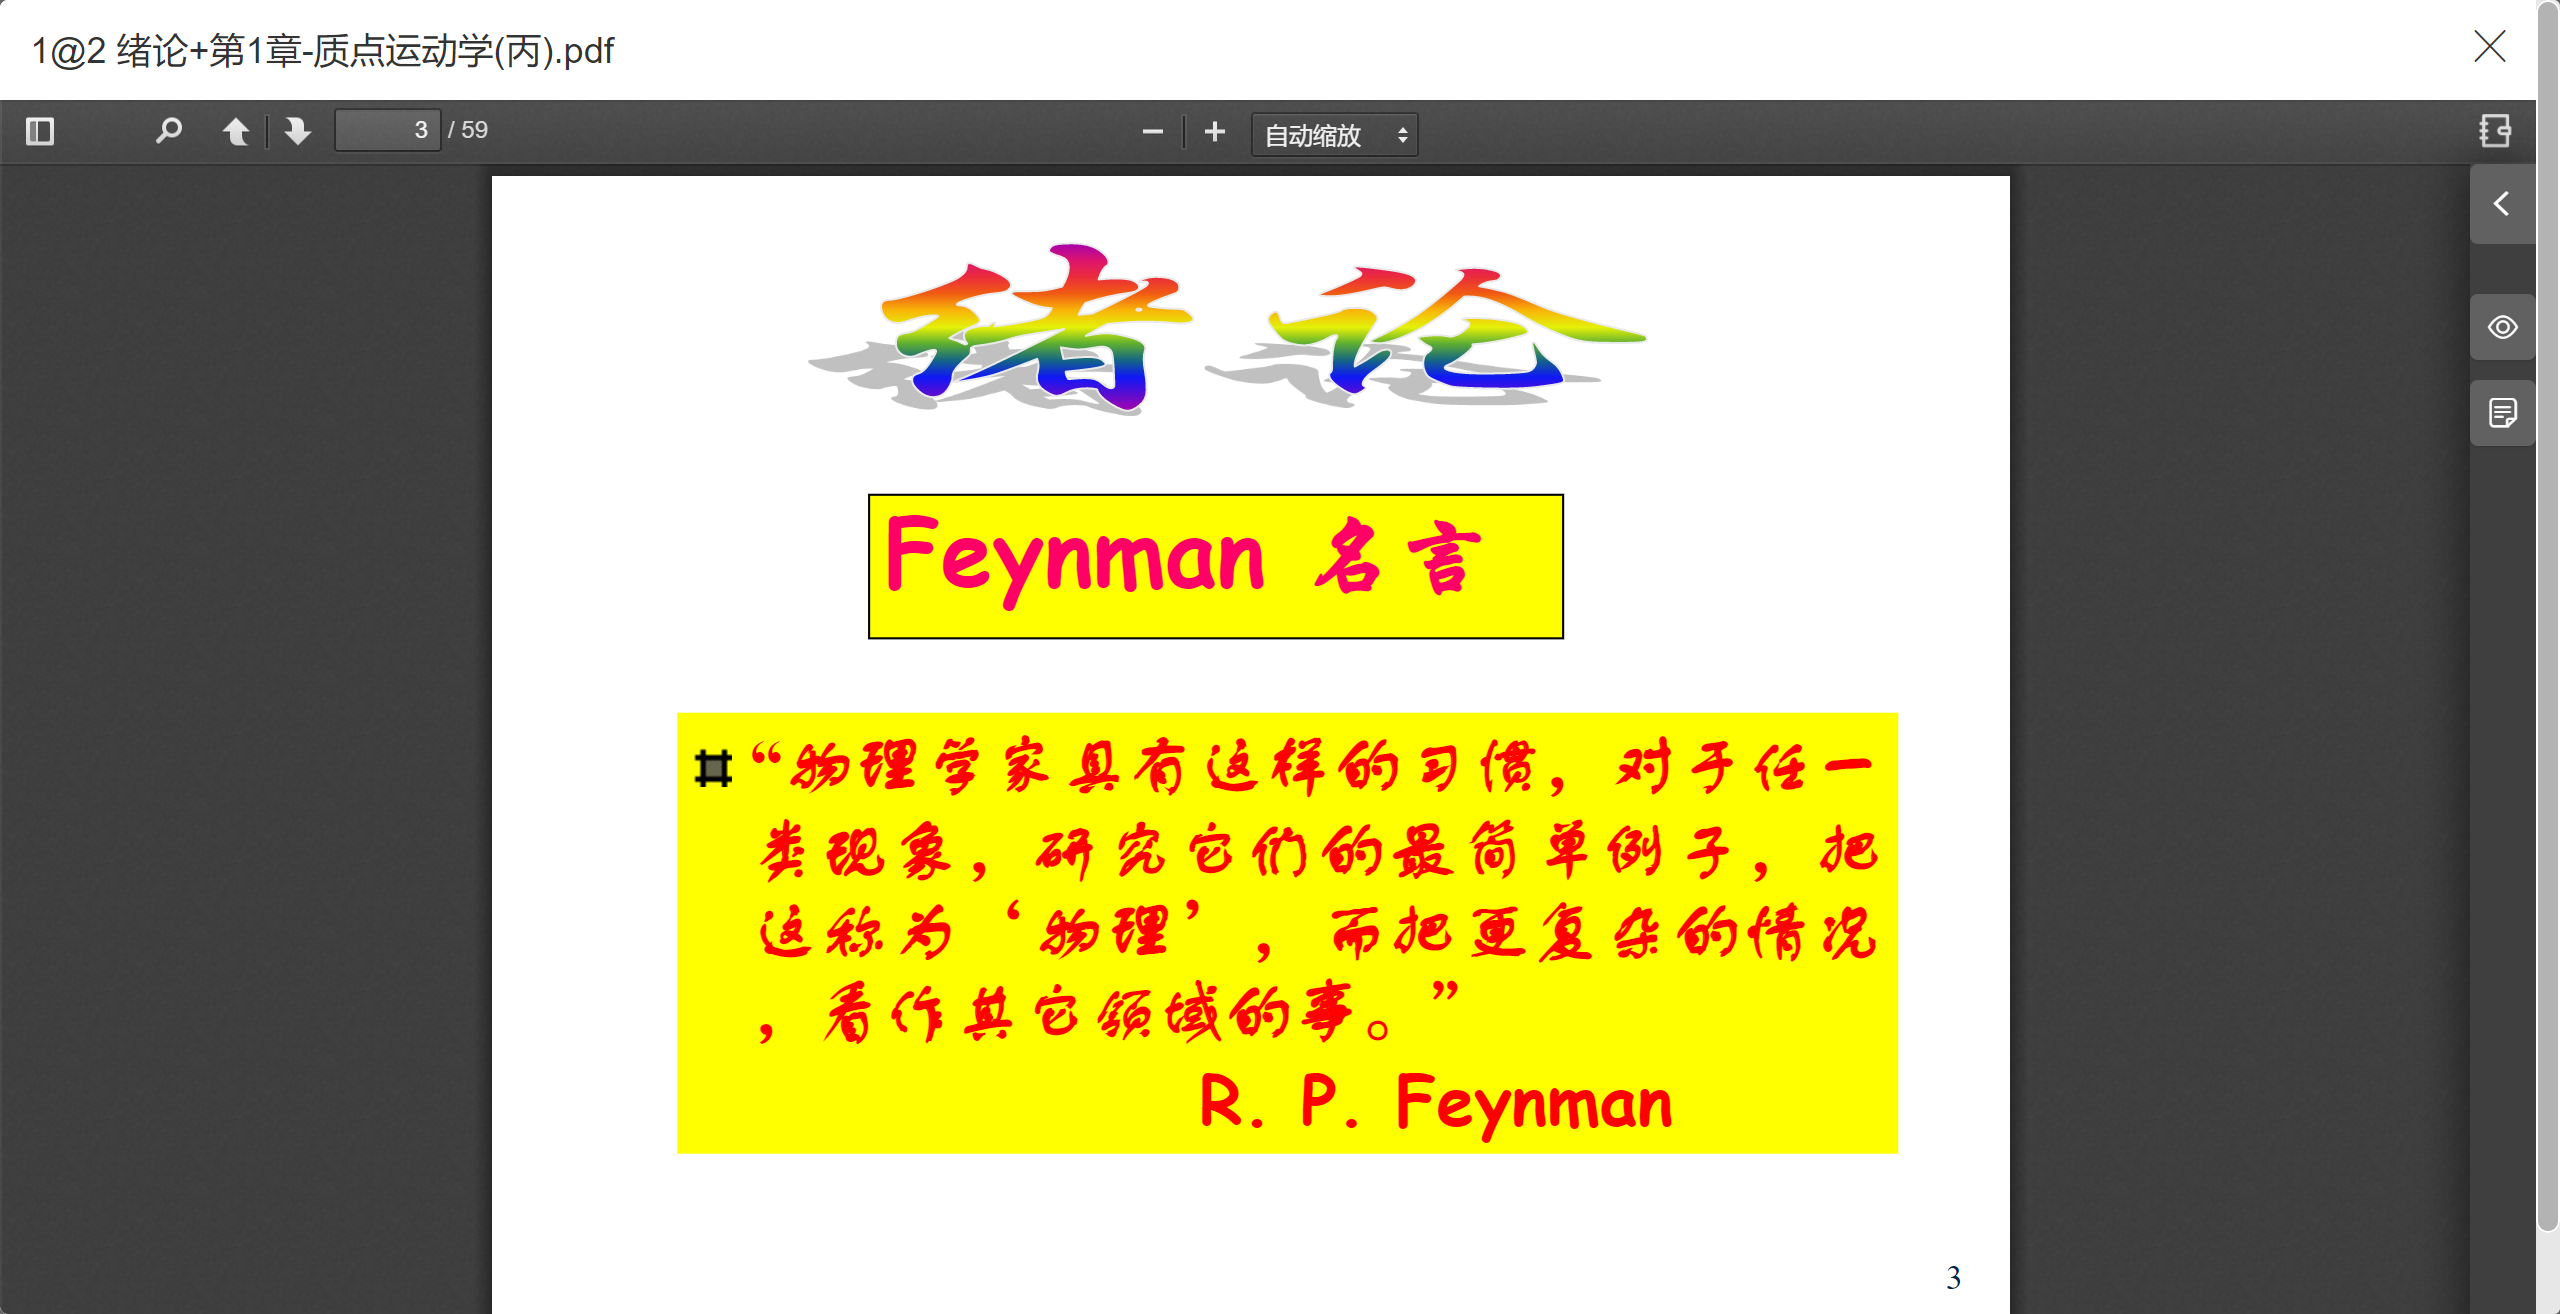 1@2 绪论+第1章-质点运动学(丙).pdf
3 / 59
自动缩放
绪 论
Feynman 名言
“物理学家具有这样的习惯，对于任一
类现象，研究它们的最简单例子，把
这称为‘物理’，而把更复杂的情况
，看作其它领域的事。”
R. P. Feynman
3